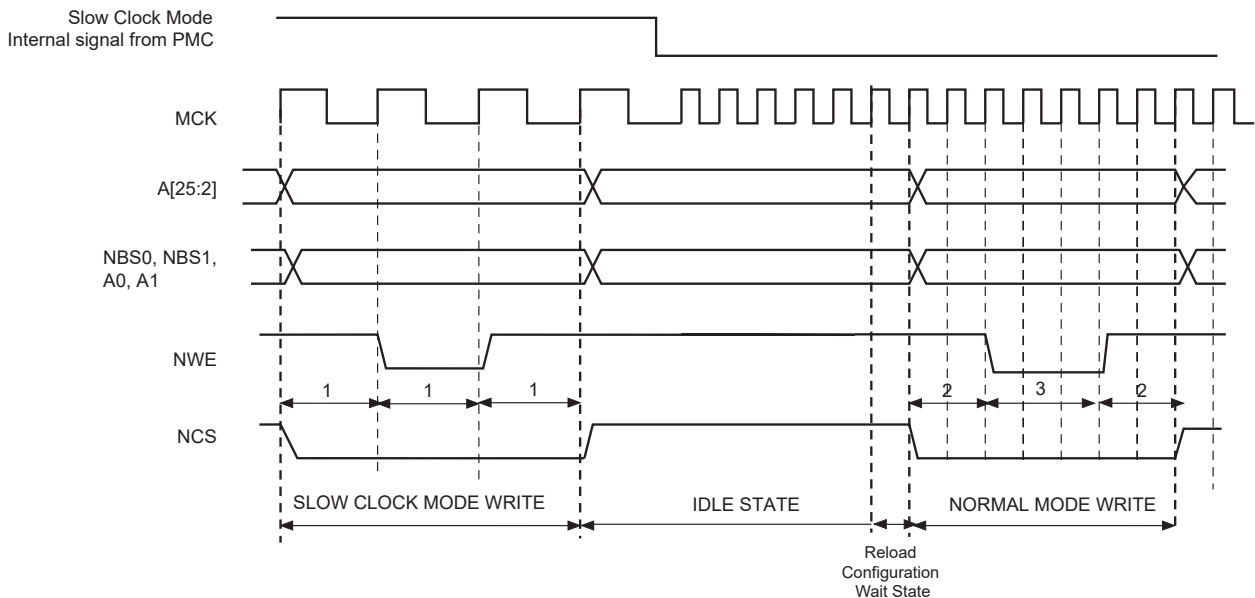 Slow Clock Mode
Internal signal from PMC
MCK
A[25:2]
NBS0, NBS1,
A0, A1
NWE
1 1 1 2 3 2
NCS
SLOW CLOCK MODE WRITE IDLE STATE NORMAL MODE WRITE
Reload
Configuration
Wait State